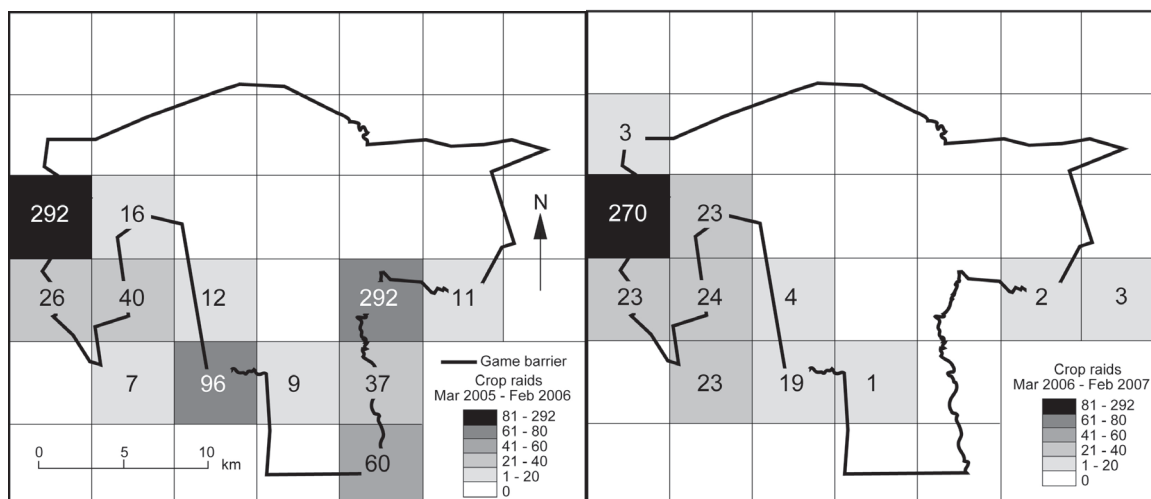 292
16
N
26
40
12
292
11
7
96
9
37
60
Game barrier
Crop raids
Mar 2005 - Feb 2006
81 - 292
61 - 80
41 - 60
21 - 40
1 - 20
0
0
5
10
km
3
270
23
23
24
4
2
3
23
19
1
Crop raids
Mar 2006 - Feb 2007
81 - 292
61 - 80
41 - 60
21 - 40
1 - 20
0